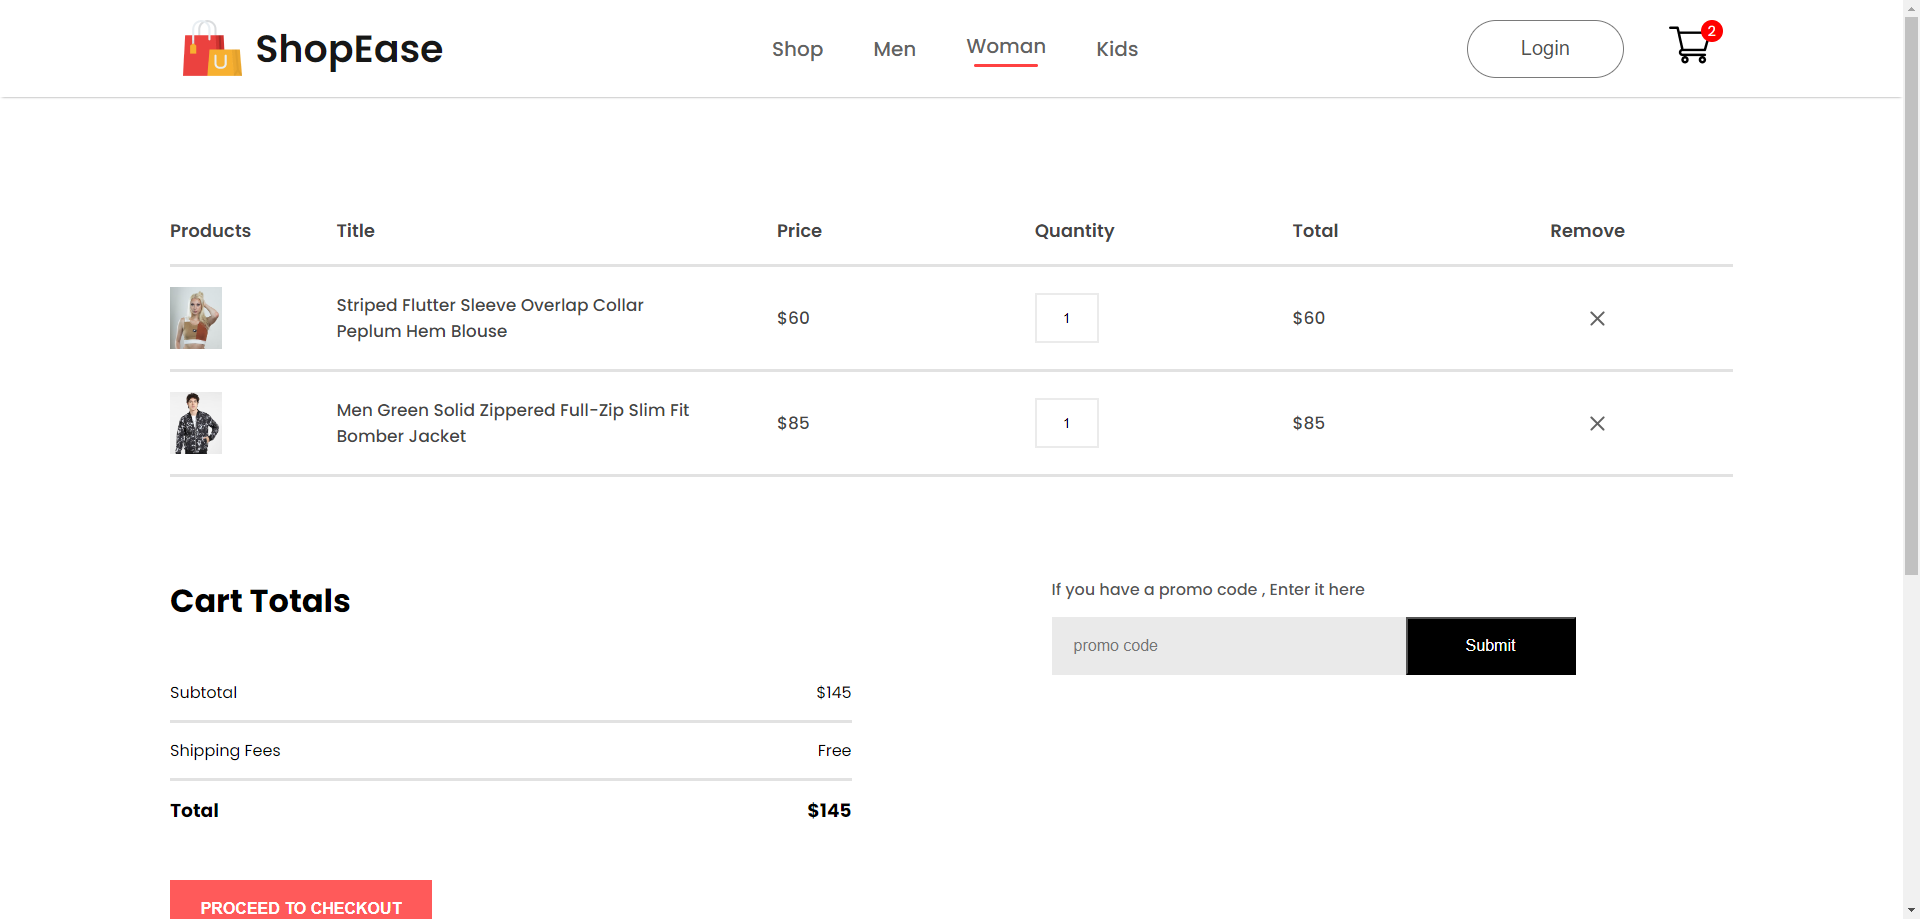 ShopEase
Shop Men Woman Kids
Login
2
Products Title Price Quantity Total Remove
Striped Flutter Sleeve Overlap Collar
Peplum Hem Blouse
$60 1 $60
Men Green Solid Zippered Full-Zip Slim Fit
Bomber Jacket
$85 1 $85
Cart Totals
Subtotal $145
Shipping Fees Free
Total $145
PROCEED TO CHECKOUT
If you have a promo code , Enter it here
promo code Submit